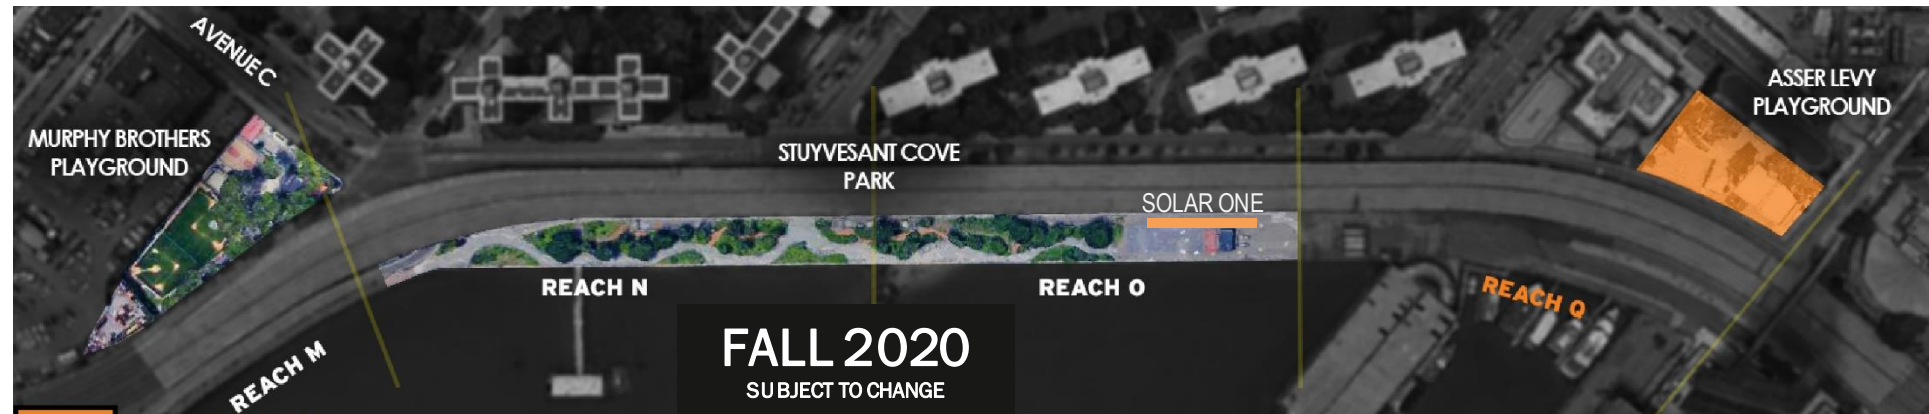 AVENUE C
MURPHY BROTHERS
PLAYGROUND
STUYVESANT COVE
PARK
SOLAR ONE
ASSER LEVY
PLAYGROUND
REACH M
REACH N
REACH O
REACH Q
FALL 2020
SUBJECT TO CHANGE